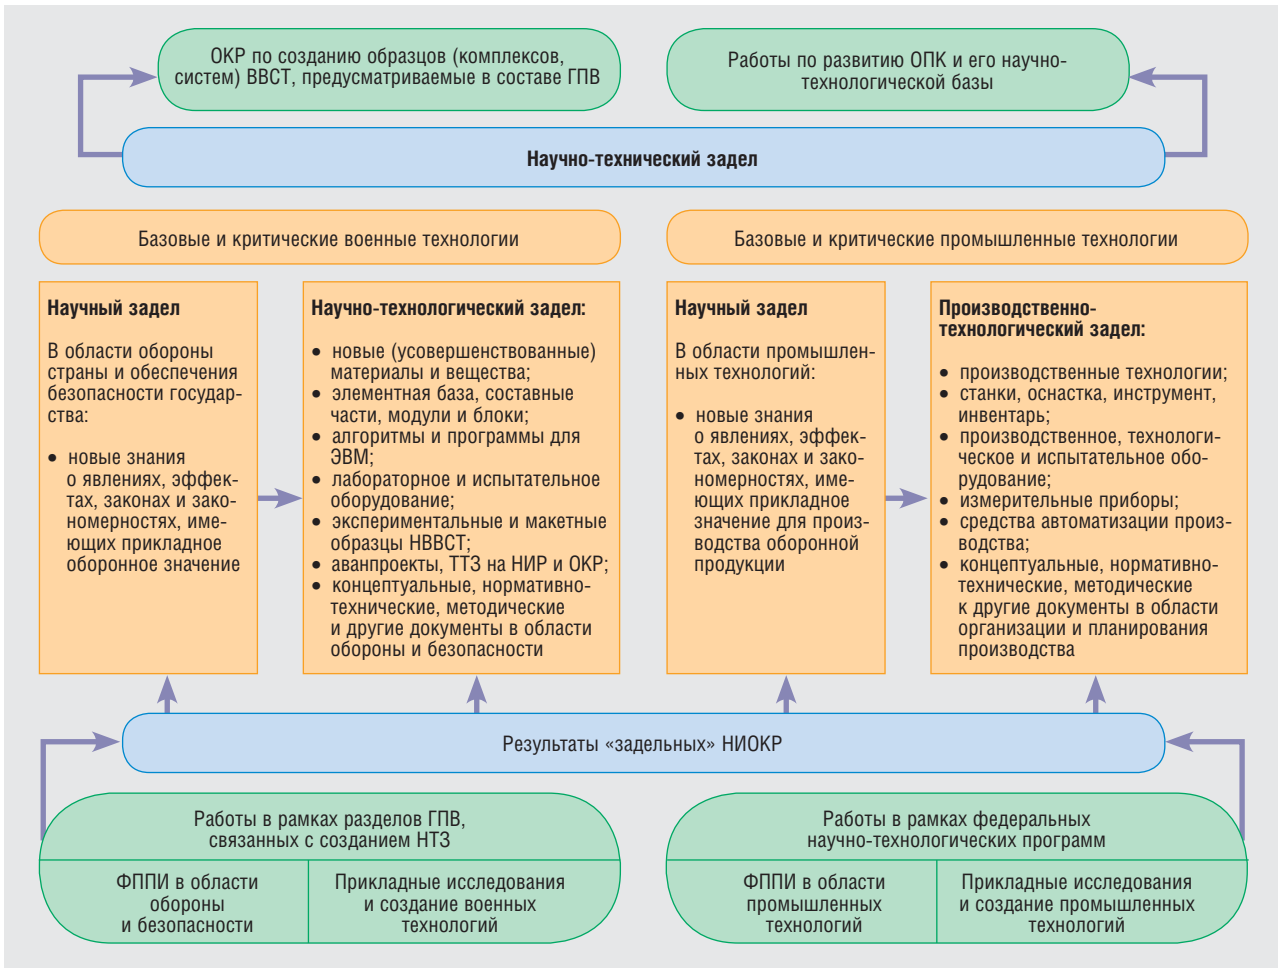 ОКР по созданию образцов (комплексов,
систем) ВВСТ, предусматриваемые в составе ГПВ
Работы по развитию ОПК и его научно-
технологической базы
Научно-технический задел
Базовые и критические военные технологии
Базовые и критические промышленные технологии
Научный задел
В области обороны
страны и обеспечения
безопасности государ-
ства:
• новые знания
о явлениях, эффек-
тах, законах и зако-
номерностях, име-
ющих прикладное
оборонное значение
Научно-технологический задел:
• новые (усовершенствованные)
материалы и вещества;
• элементная база, составные
части, модули и блоки;
• алгоритмы и программы для
ЭВМ;
• лабораторное и испытательное
оборудование;
• экспериментальные и макетные
образцы НВВСТ;
• аванпроекты, ТТЗ на НИР и ОКР;
• концептуальные, нормативно-
технические, методические
и другие документы в области
обороны и безопасности
Научный задел
В области промышлен-
ных технологий:
• новые знания
о явлениях, эффек-
тах, законах и зако-
номерностях, име-
ющих прикладное
значение для произ-
водства оборонной
продукции
Производственно-
технологический задел:
• производственные технологии;
• станки, оснастка, инструмент,
инвентарь;
• производственное, технологи-
ческое и испытательное обо-
рудование;
• измерительные приборы;
• средства автоматизации произ-
водства;
• концептуальные, нормативно-
технические, методические
к другие документы в области
организации и планирования
производства
Результаты «задельных» НИОКР
Работы в рамках разделов ГПВ,
связанных с созданием НТЗ
ФППИ в области
обороны
и безопасности
Прикладные исследования
и создание военных
технологий
Работы в рамках федеральных
научно-технологических программ
ФППИ в области
промышленных
технологий
Прикладные исследования
и создание промышленных
технологий